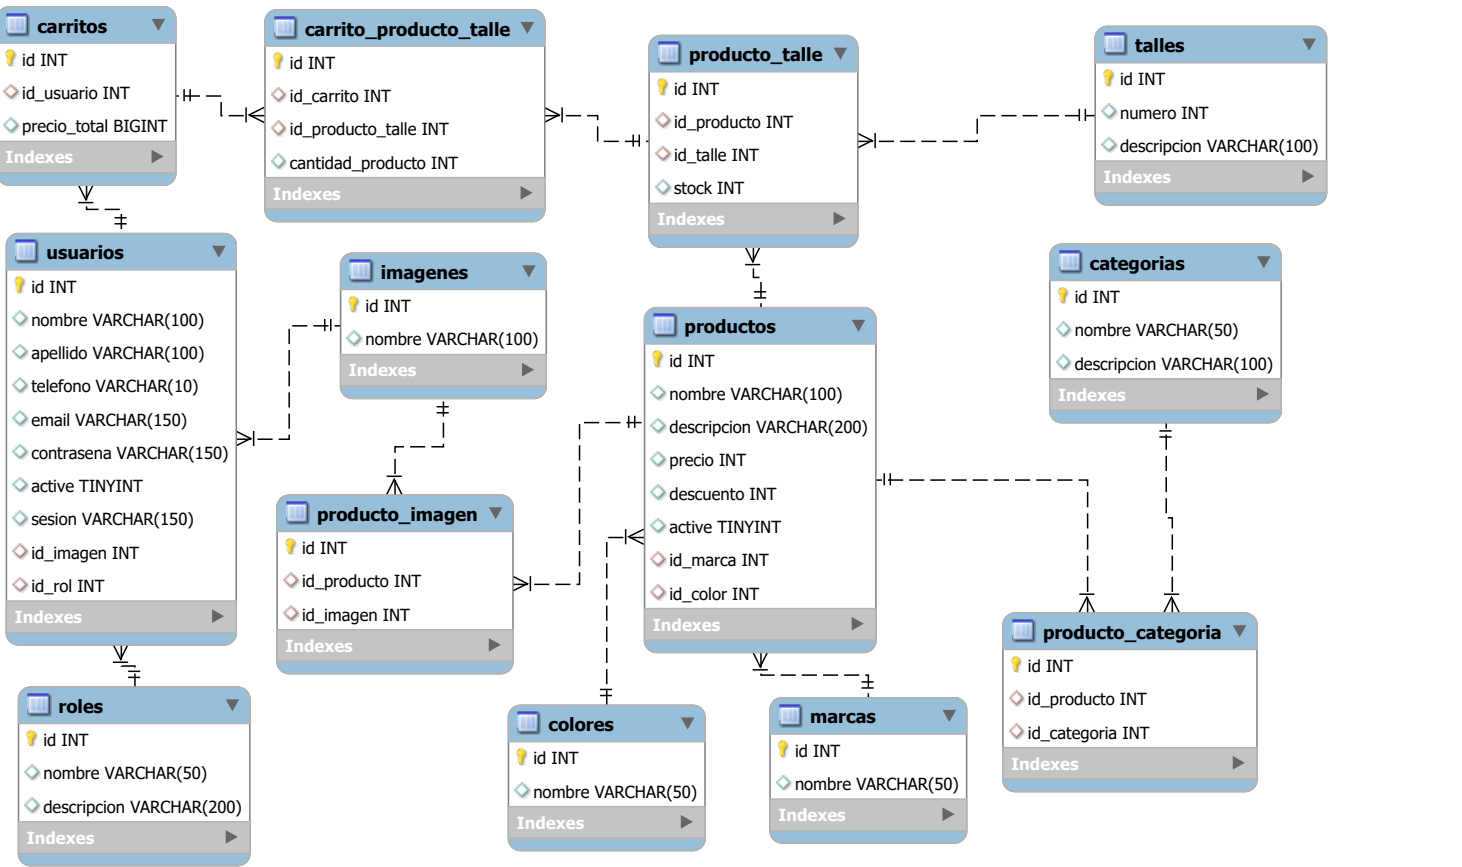 carritos
id INT
id_usuario INT
precio_total BIGINT
Indexes
carrito_producto_talle
id INT
id_carrito INT
id_producto_talle INT
cantidad_producto INT
Indexes
producto_talle
id INT
id_producto INT
id_talle INT
stock INT
Indexes
talles
id INT
numero INT
descripcion VARCHAR(100)
Indexes
usuarios
id INT
nombre VARCHAR(100)
apellido VARCHAR(100)
telefono VARCHAR(10)
email VARCHAR(150)
contrasena VARCHAR(150)
active TINYINT
sesion VARCHAR(150)
id_imagen INT
id_rol INT
Indexes
imagenes
id INT
nombre VARCHAR(100)
Indexes
productos
id INT
nombre VARCHAR(100)
descripcion VARCHAR(200)
precio INT
descuento INT
active TINYINT
id_marca INT
id_color INT
Indexes
categorias
id INT
nombre VARCHAR(50)
descripcion VARCHAR(100)
Indexes
producto_imagen
id INT
id_producto INT
id_imagen INT
Indexes
producto_categoria
id INT
id_producto INT
id_categoria INT
Indexes
roles
id INT
nombre VARCHAR(50)
descripcion VARCHAR(200)
Indexes
colores
id INT
nombre VARCHAR(50)
Indexes
marcas
id INT
nombre VARCHAR(50)
Indexes